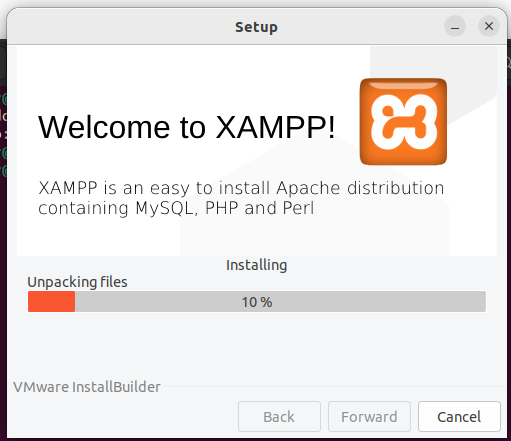 Setup
Welcome to XAMPP!
XAMPP is an easy to install Apache distribution
containing MySQL, PHP and Perl
Installing
Unpacking files
10 %
VMware InstallBuilder
Back
Forward
Cancel